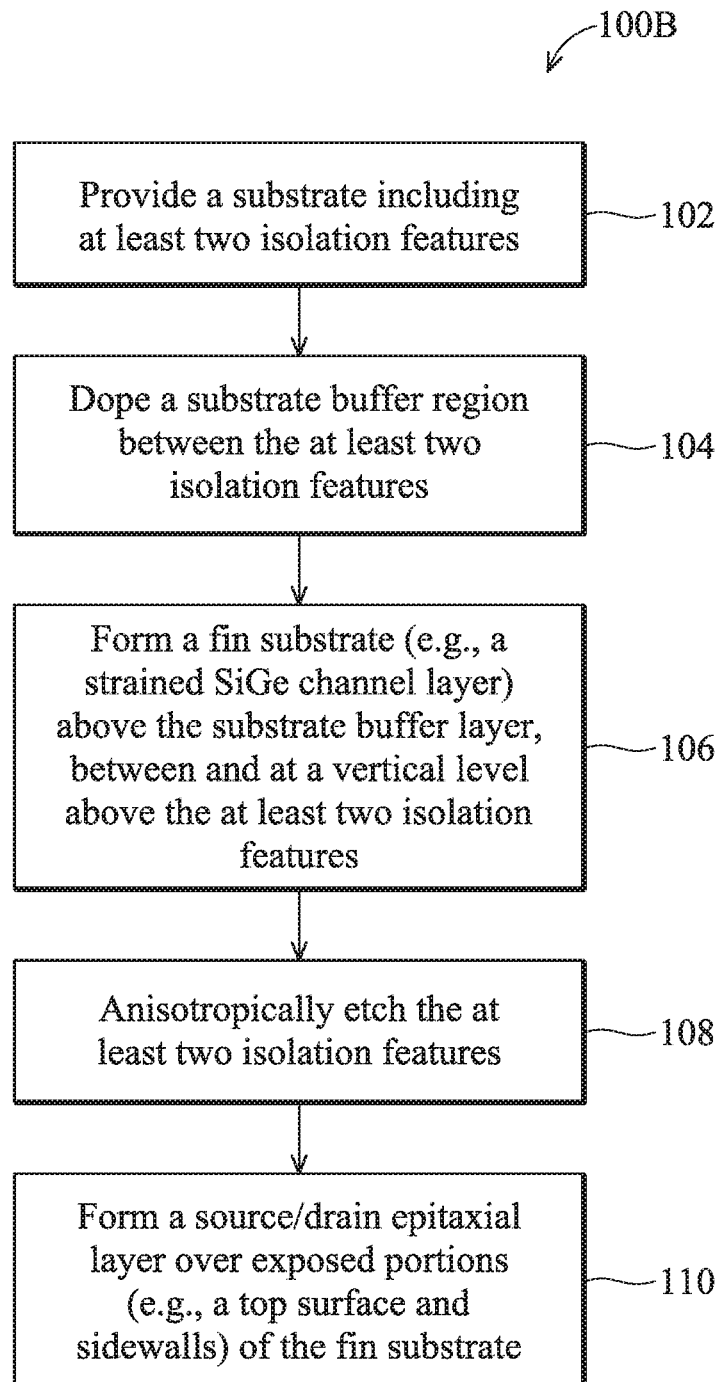 100B
Provide a substrate including
at least two isolation features
102
Dope a substrate buffer region
between the at least two
isolation features
104
Form a fin substrate (e.g., a
strained SiGe channel layer)
above the substrate buffer layer,
between and at a vertical level
above the at least two isolation
features
106
Anisotropically etch the at
least two isolation features
108
Form a source/drain epitaxial
layer over exposed portions
(e.g., a top surface and
sidewalls) of the fin substrate
110